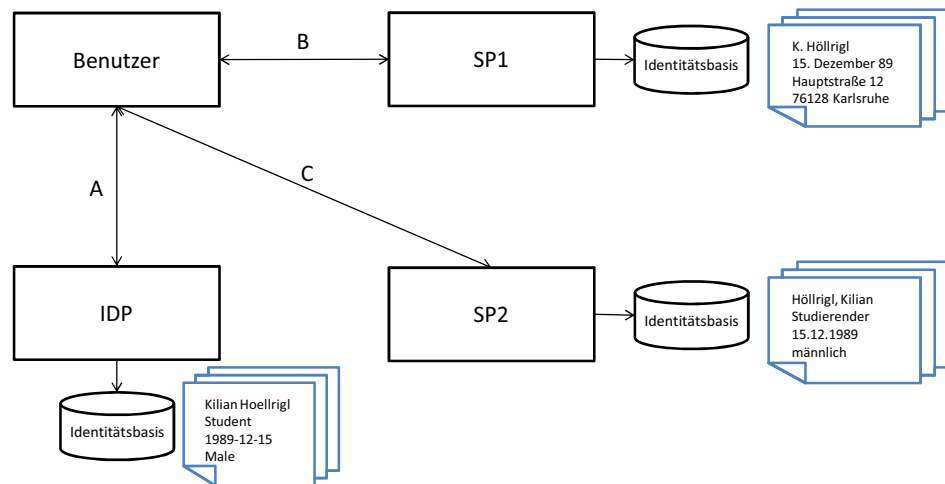 Benutzer
B
SP1
Identitätsbasis
K. Höllrigl
15. Dezember 89
Hauptstraße 12
76128 Karlsruhe
A
C
IDP
SP2
Identitätsbasis
Höllrigl, Kilian
Studierender
15.12.1989
männlich
Identitätsbasis
Kilian Hoellrigl
Student
1989-12-15
Male